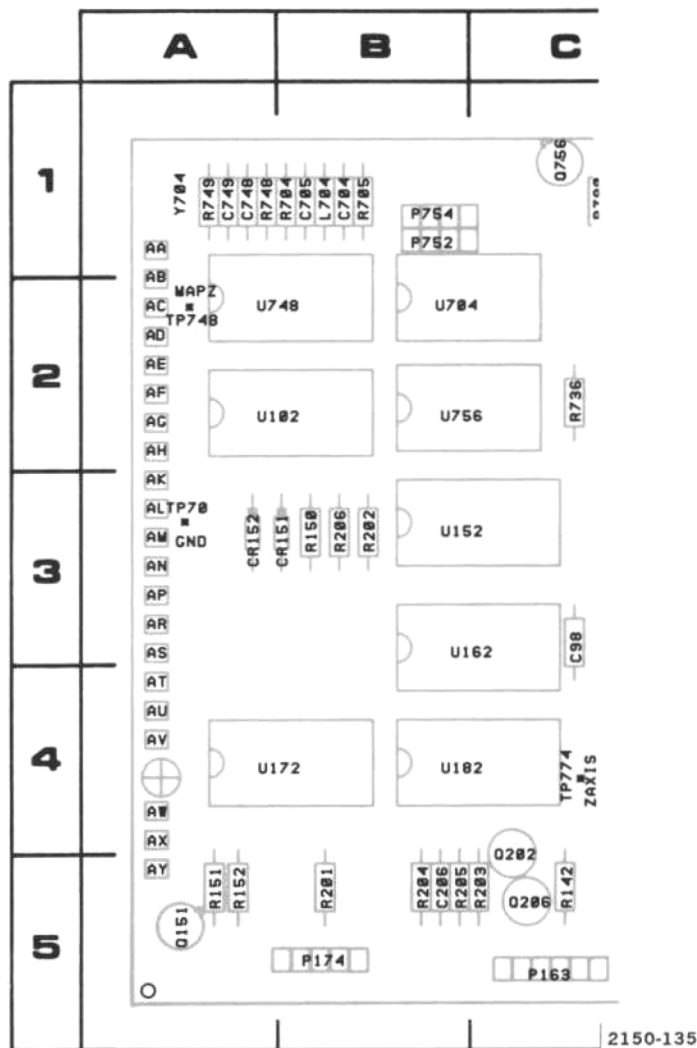 A B C
1
Q756
Y704
R749
C749
C748
R748
R704
C705
L704
C704
R705
P754
P752
AA
AB
AC
AD
AE
AF
AG
AH
AK
AL
AM
AN
AP
AR
AS
AT
AU
AV
AW
AX
AY
MAPZ
TP748
U748
U704
2
U102
U756
R736
TP70
GND
CR152
CR151
R150
R206
R202
U152
3
U162
C98
4
U172
U182
TP774
ZAXIS
Q202
R151
R152
R201
R204
C206
R205
R203
Q206
R142
Q151
5
P174
P163
2150-135